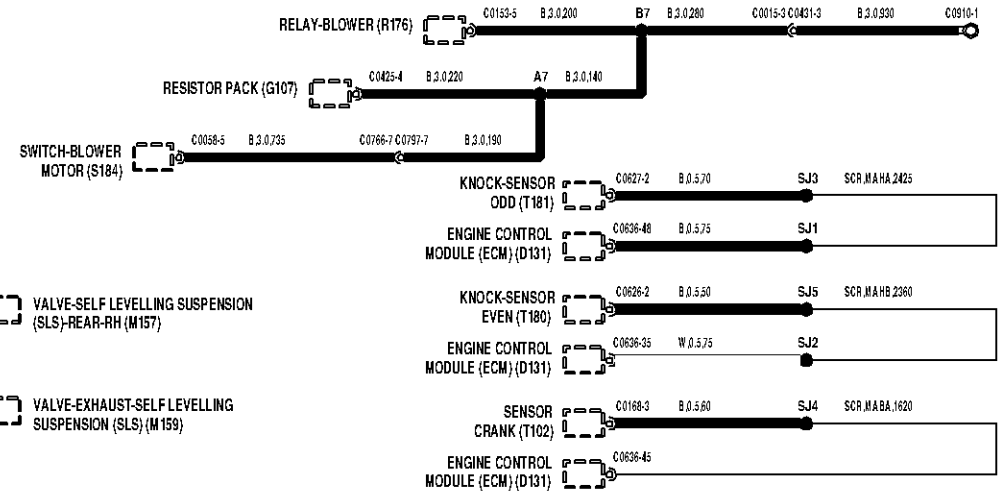 RELAY-BLOWER (R176)
C0153-5 B,3.0,200 B7 B,3.0,280 C0015-3 C0431-3 B,3.0,930 C0910-1
RESISTOR PACK (G107)
C0425-4 B,3.0,220 A7 B,3.0,140
SWITCH-BLOWER
MOTOR (S184)
C0058-5 B,3.0,735 C0766-7 C0797-7 B,3.0,190
KNOCK-SENSOR
ODD (T181)
C0627-2 B,0.5,70 SJ3 SCR,MAHA,2425
ENGINE CONTROL
MODULE (ECM) (D131)
C0636-48 B,0.5,75 SJ1
VALVE-SELF LEVELLING SUSPENSION
(SLS)-REAR-RH (M157)
KNOCK-SENSOR
EVEN (T180)
C0626-2 B,0.5,50 SJ5 SCR,MAHB,2360
ENGINE CONTROL
MODULE (ECM) (D131)
C0636-35 W,0.5,75 SJ2
VALVE-EXHAUST-SELF LEVELLING
SUSPENSION (SLS) (M159)
SENSOR
CRANK (T102)
C0168-3 B,0.5,60 SJ4 SCR,MABA,1620
ENGINE CONTROL
MODULE (ECM) (D131)
C0636-45